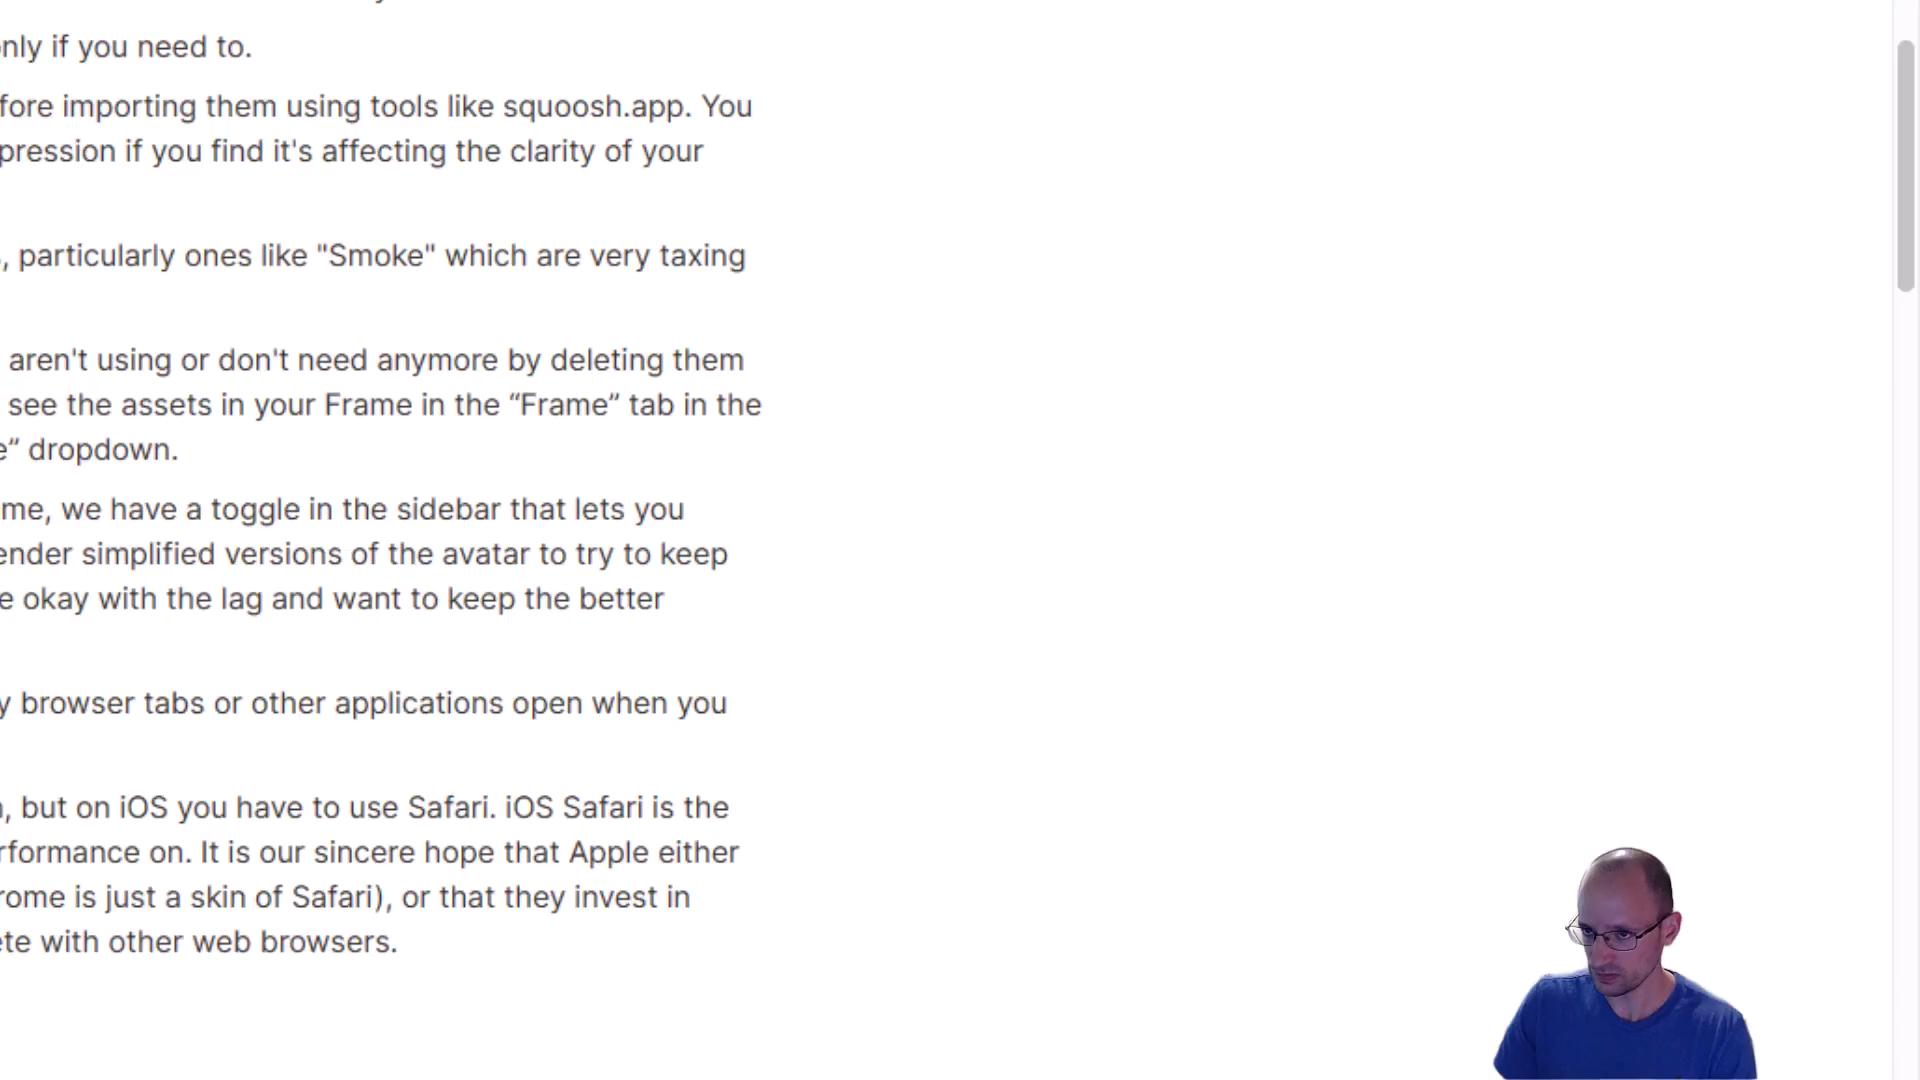 nly if you need to.
fore importing them using tools like squoosh.app. You
pression if you find it's affecting the clarity of your
, particularly ones like "Smoke" which are very taxing
aren't using or don't need anymore by deleting them
see the assets in your Frame in the “Frame” tab in the
e” dropdown.
me, we have a toggle in the sidebar that lets you
ender simplified versions of the avatar to try to keep
e okay with the lag and want to keep the better
y browser tabs or other applications open when you
, but on iOS you have to use Safari. iOS Safari is the
rformance on. It is our sincere hope that Apple either
rome is just a skin of Safari), or that they invest in
ete with other web browsers.